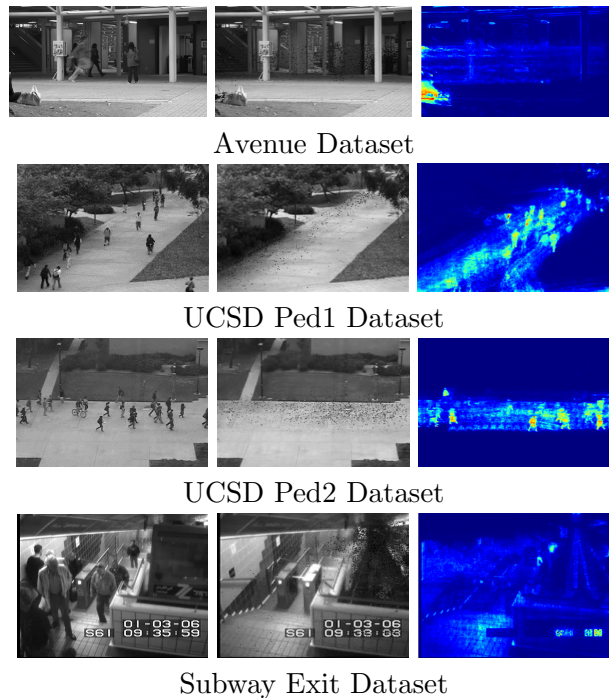 Avenue Dataset
UCSD Ped1 Dataset
UCSD Ped2 Dataset
01-03-06 01-03-06
S61 09:35:59 S61 09:33:83
Subway Exit Dataset